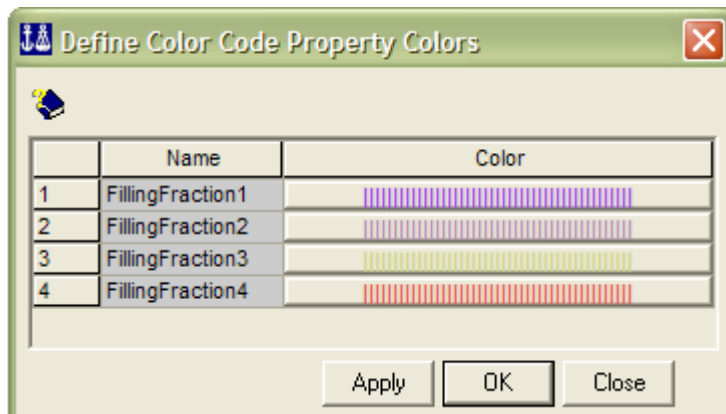 Define Color Code Property Colors
Name Color
1 FillingFraction1 ||||||||||||||||||||||||||||||||||||||||||||
2 FillingFraction2 ||||||||||||||||||||||||||||||||||||||||||||
3 FillingFraction3 ||||||||||||||||||||||||||||||||||||||||||||
4 FillingFraction4 ||||||||||||||||||||||||||||||||||||||||||||
Apply OK Close